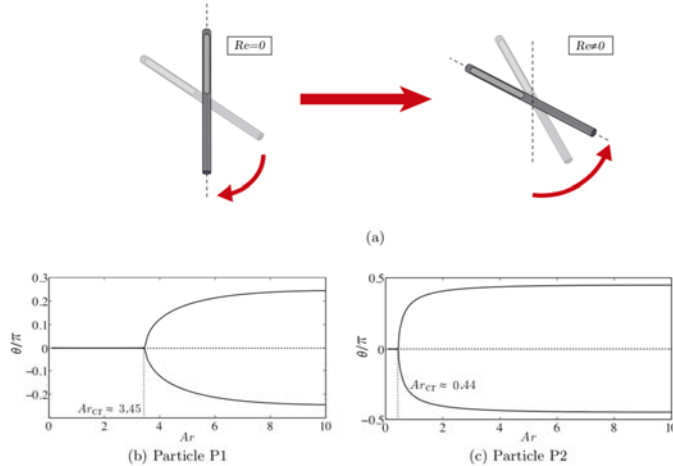 Re=0
Re≠0
(a)
0.3
0.2
0.1
0
−0.1
−0.2
θ/π
Ar_cr ≈ 3.45
0 2 4 6 8 10
Ar
(b) Particle P1
0.5
0
−0.5
θ/π
Ar_cr ≈ 0.44
0 2 4 6 8 10
Ar
(c) Particle P2